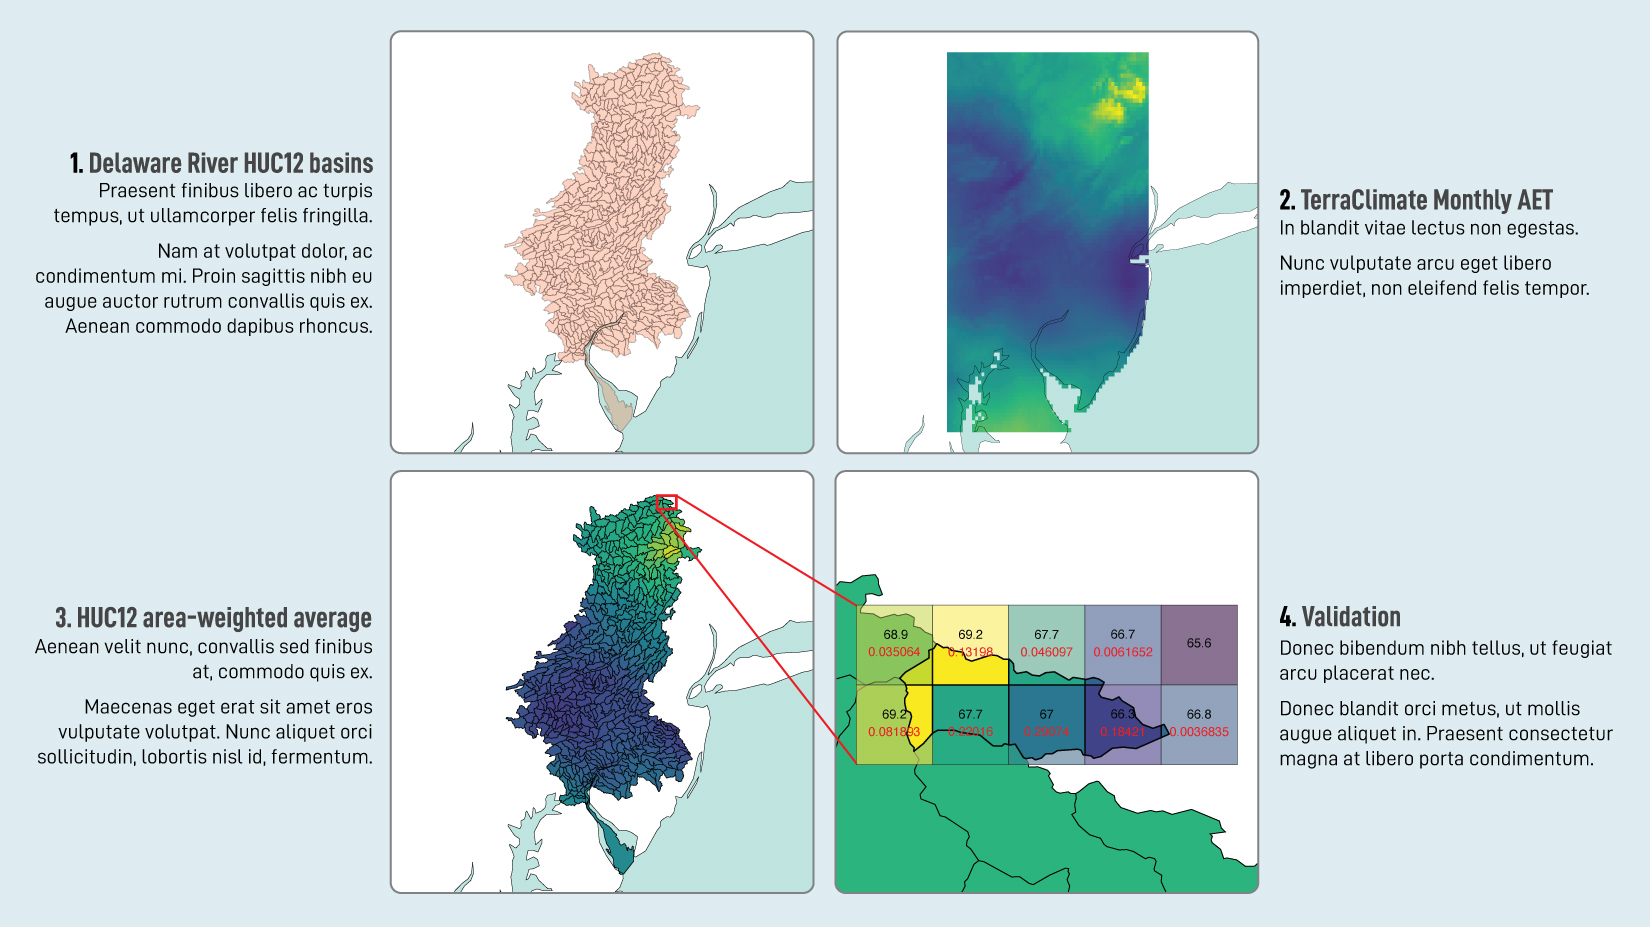 1. Delaware River HUC12 basins
Praesent finibus libero ac turpis
tempus, ut ullamcorper felis fringilla.
Nam at volutpat dolor, ac
condimentum mi. Proin sagittis nibh eu
augue auctor rutrum convallis quis ex.
Aenean commodo dapibus rhoncus.
2. TerraClimate Monthly AET
In blandit vitae lectus non egestas.
Nunc vulputate arcu eget libero
imperdiet, non eleifend felis tempor.
3. HUC12 area-weighted average
Aenean velit nunc, convallis sed finibus
at, commodo quis ex.
Maecenas eget erat sit amet eros
vulputate volutpat. Nunc aliquet orci
sollicitudin, lobortis nisl id, fermentum.
68.9 69.2 67.7 66.7 65.6
0.035064 0.13198 0.046097 0.0061652
69.2 67.7 67 66.3 66.8
0.081893 0.18421 0.0036835
4. Validation
Donec bibendum nibh tellus, ut feugiat
arcu placerat nec.
Donec blandit orci metus, ut mollis
augue aliquet in. Praesent consectetur
magna at libero porta condimentum.